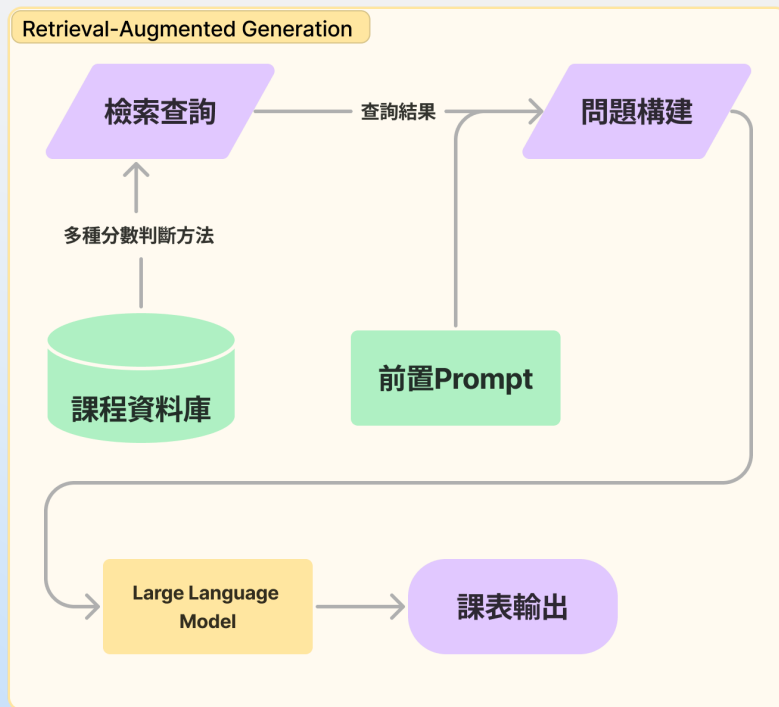 Retrieval-Augmented Generation
檢索查詢
查詢結果
問題構建
多種分數判斷方法
課程資料庫
前置Prompt
Large Language
Model
課表輸出